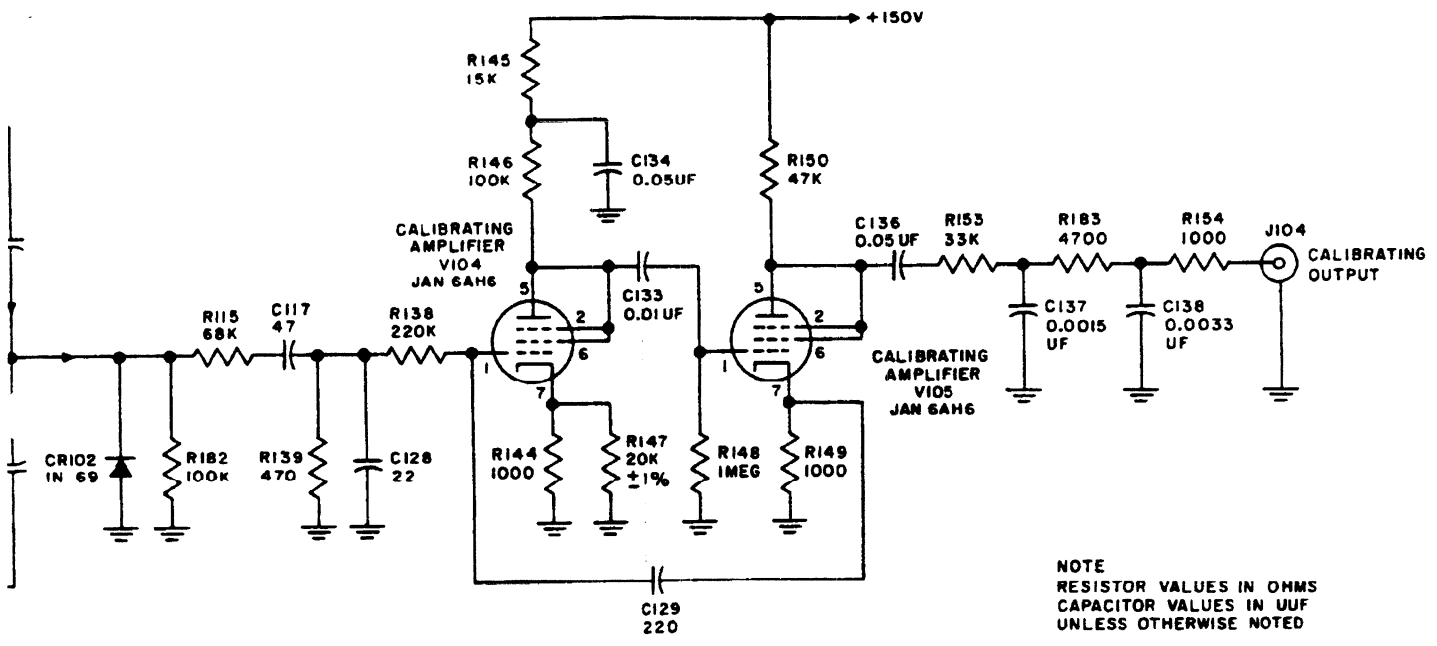 +150V
R145
15K
R146
100K
C134
0.05UF
R150
47K
CALIBRATING
AMPLIFIER
V104
JAN 6AH6
5
2
6
1
7
C133
0.01UF
5
2
6
1
7
CALIBRATING
AMPLIFIER
V105
JAN 6AH6
C136
0.05UF
R153
33K
R183
4700
R154
1000
J104
CALIBRATING
OUTPUT
C137
0.0015
UF
C138
0.0033
UF
R115
68K
C117
47
R138
220K
CR102
IN 69
R182
100K
R139
470
C128
22
R144
1000
R147
20K
±1%
R148
1MEG
R149
1000
C129
220
NOTE
RESISTOR VALUES IN OHMS
CAPACITOR VALUES IN UUF
UNLESS OTHERWISE NOTED